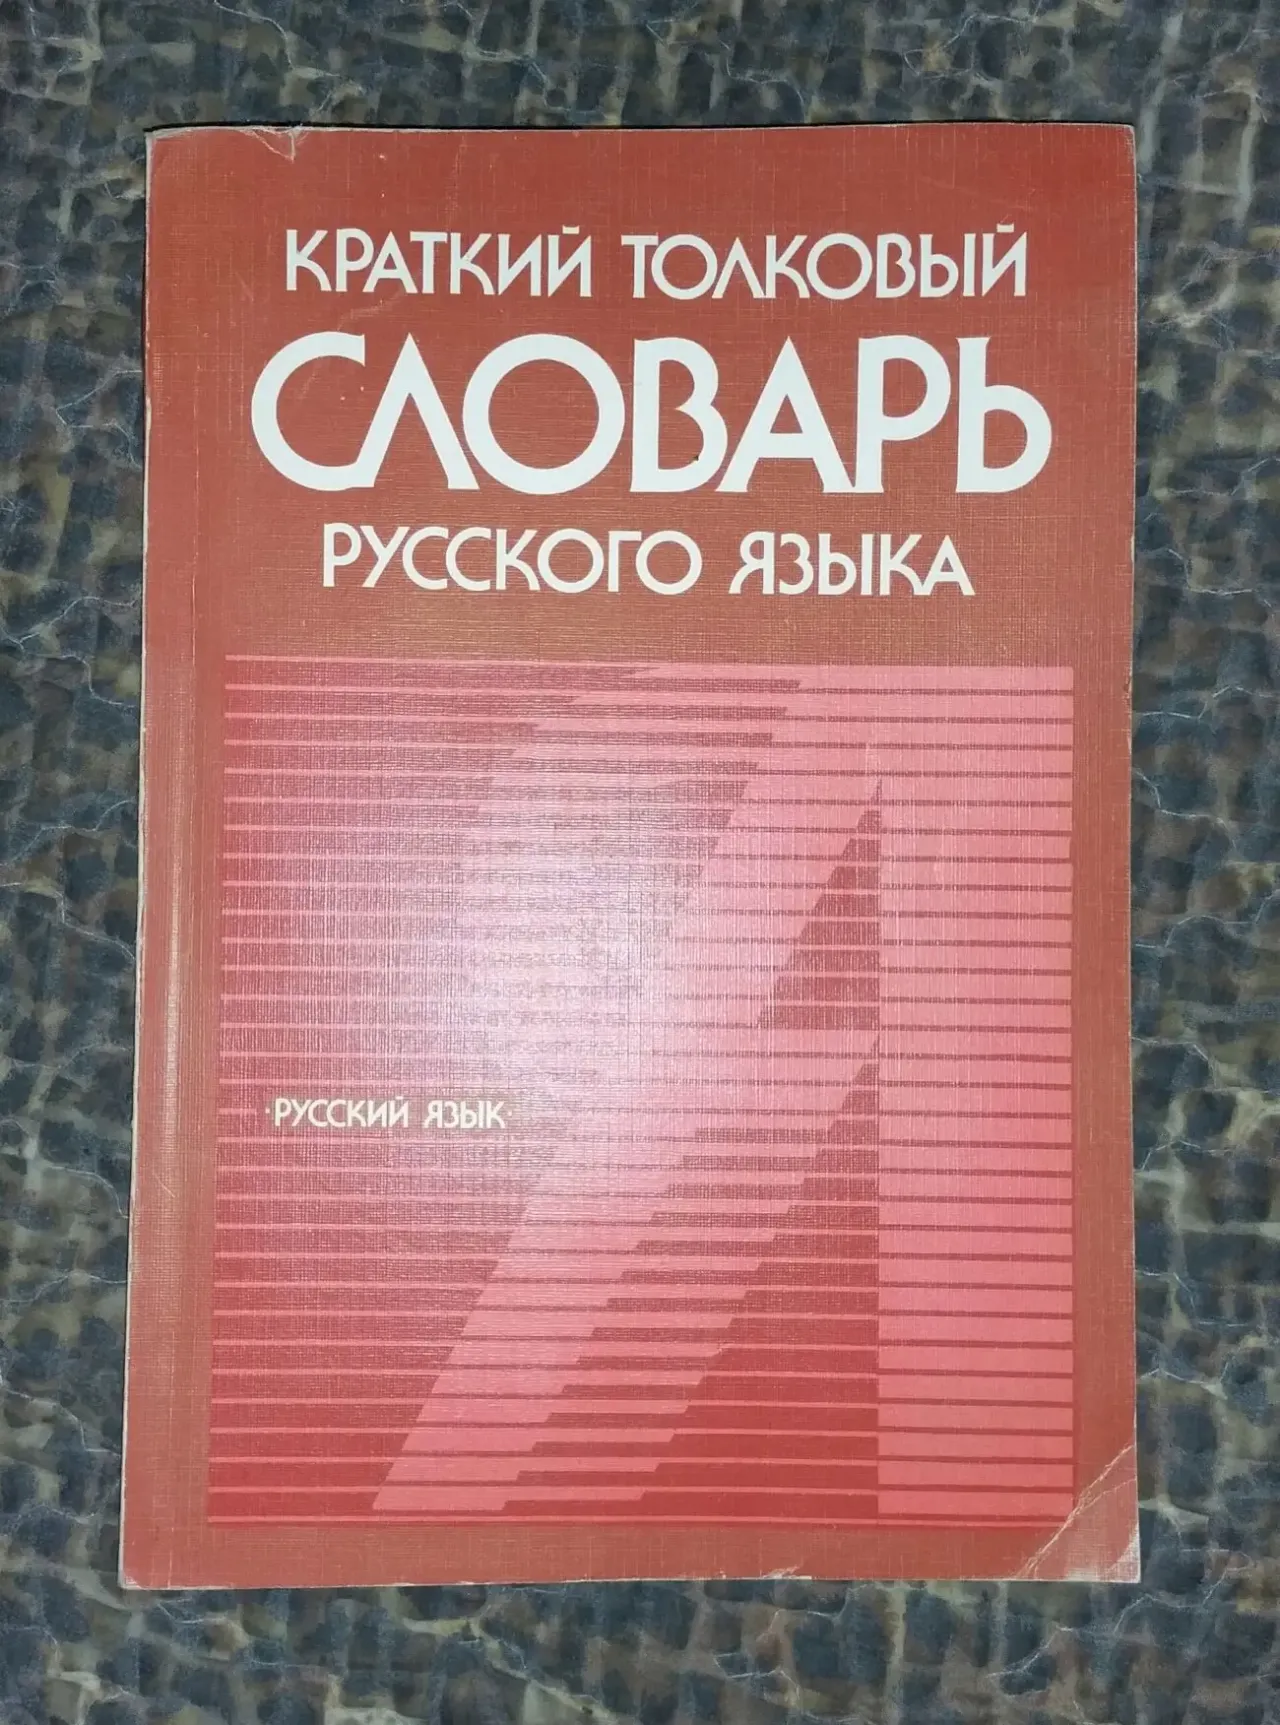 КРАТКИЙ ТОЛКОВЫЙ
СЛОВАРЬ
РУССКОГО ЯЗЫКА
·РУССКИЙ ЯЗЫК·